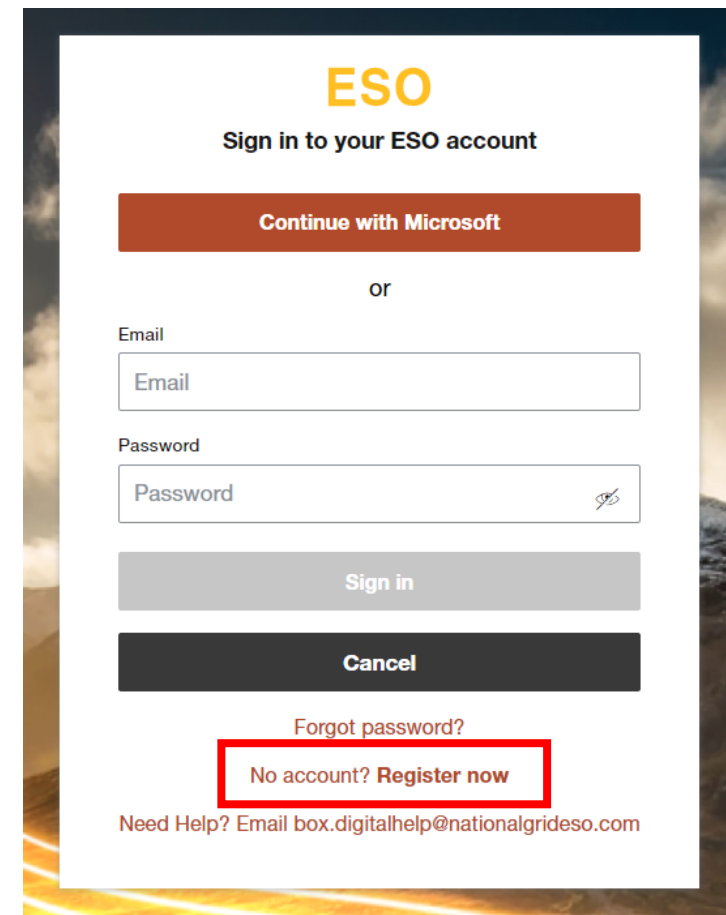 ESO
Sign in to your ESO account
Continue with Microsoft
or
Email
Email
Password
Password
Sign in
Cancel
Forgot password?
No account? Register now
Need Help? Email box.digitalhelp@nationalgrideso.com